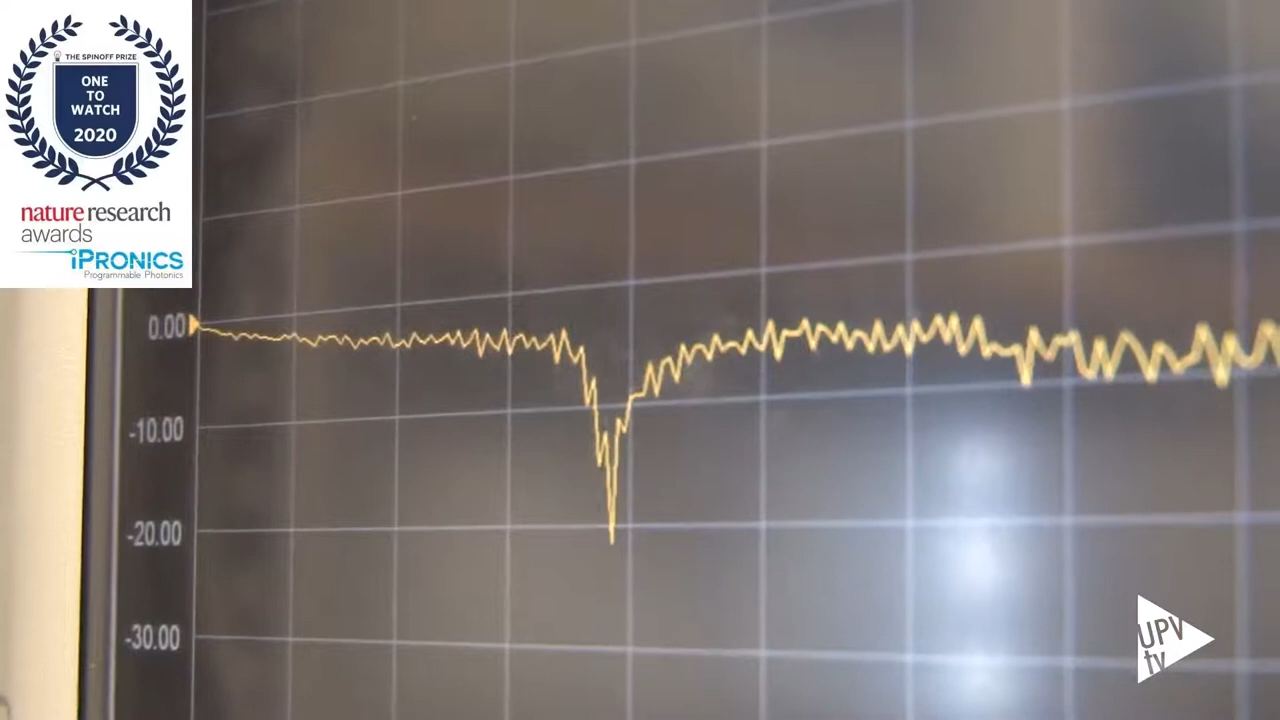 THE SPINOFF PRIZE
ONE
TO
WATCH
2020
nature research
awards
iPRONICS
Programmable Photonics
0.00
-10.00
-20.00
-30.00
UPV
tv